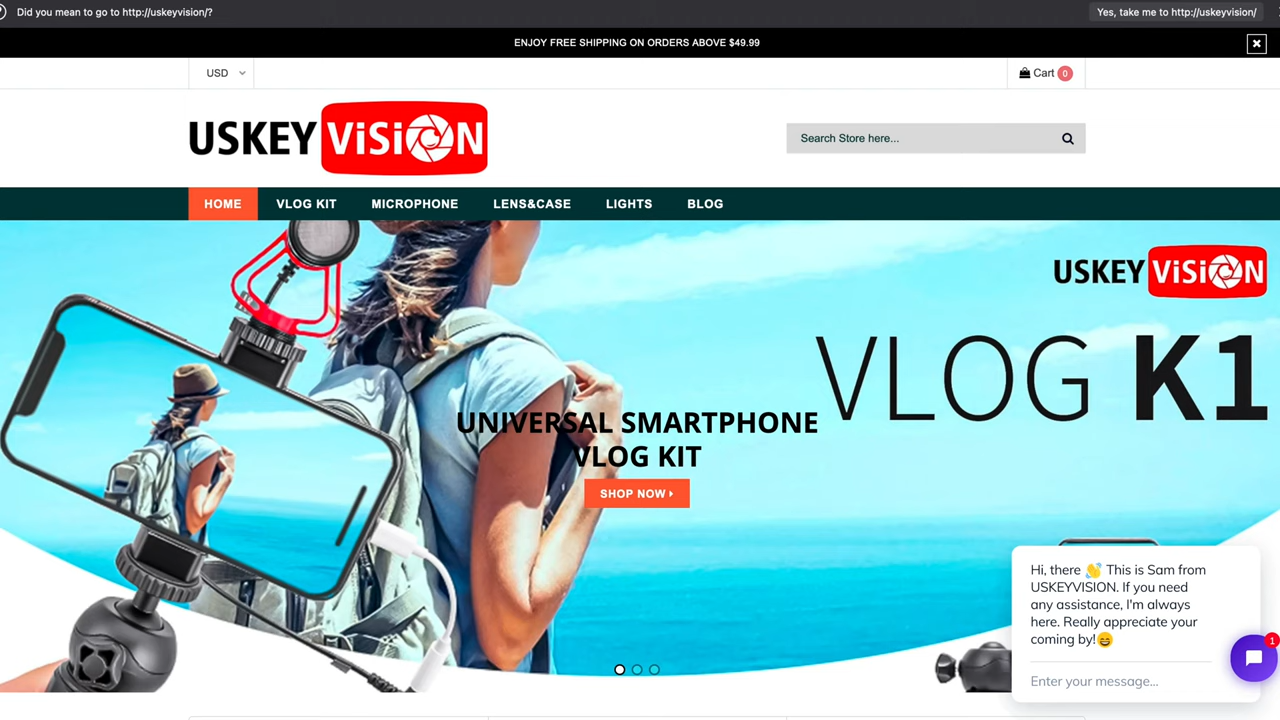 Did you mean to go to http://uskeyvision/?
Yes, take me to http://uskeyvision/
ENJOY FREE SHIPPING ON ORDERS ABOVE $49.99
USD
Cart 0
USKEY ViSiON
Search Store here...
HOME
VLOG KIT
MICROPHONE
LENS&CASE
LIGHTS
BLOG
USKEY ViSiON
VLOG K1
UNIVERSAL SMARTPHONE
VLOG KIT
SHOP NOW
Hi, there 👋 This is Sam from
USKEYVISION. If you need
any assistance, I'm always
here. Really appreciate your
coming by!😄
1
Enter your message...